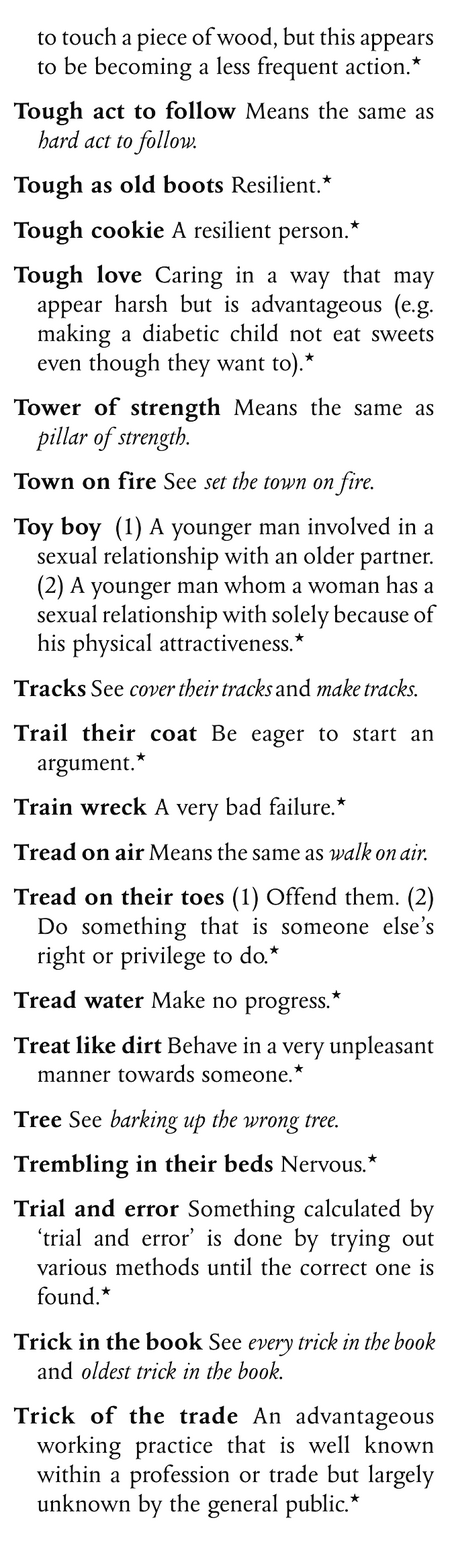 to touch a piece of wood, but this appears
to be becoming a less frequent action.★
Tough act to follow Means the same as
hard act to follow.
Tough as old boots Resilient.★
Tough cookie A resilient person.★
Tough love Caring in a way that may
appear harsh but is advantageous (e.g.
making a diabetic child not eat sweets
even though they want to).★
Tower of strength Means the same as
pillar of strength.
Town on fire See set the town on fire.
Toy boy (1) A younger man involved in a
sexual relationship with an older partner.
(2) A younger man whom a woman has a
sexual relationship with solely because of
his physical attractiveness.★
Tracks See cover their tracks and make tracks.
Trail their coat Be eager to start an
argument.★
Train wreck A very bad failure.★
Tread on air Means the same as walk on air.
Tread on their toes (1) Offend them. (2)
Do something that is someone else’s
right or privilege to do.★
Tread water Make no progress.★
Treat like dirt Behave in a very unpleasant
manner towards someone.★
Tree See barking up the wrong tree.
Trembling in their beds Nervous.★
Trial and error Something calculated by
‘trial and error’ is done by trying out
various methods until the correct one is
found.★
Trick in the book See every trick in the book
and oldest trick in the book.
Trick of the trade An advantageous
working practice that is well known
within a profession or trade but largely
unknown by the general public.★